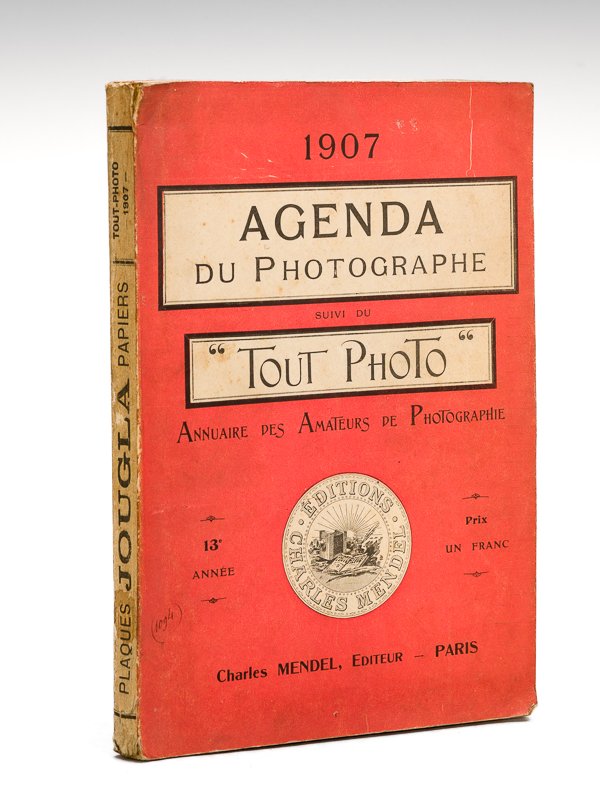 1907
AGENDA
DU PHOTOGRAPHE
SUIVI DU
“ TOUT PHOTO “
ANNUAIRE DES AMATEURS DE PHOTOGRAPHIE
ÉDITIONS · CHARLES MENDEL ·
13e
ANNÉE
Prix
UN FRANC
(1094)
Charles MENDEL, EDITEUR — PARIS
TOUT-PHOTO
— 1907 —
PLAQUES JOUGLA PAPIERS